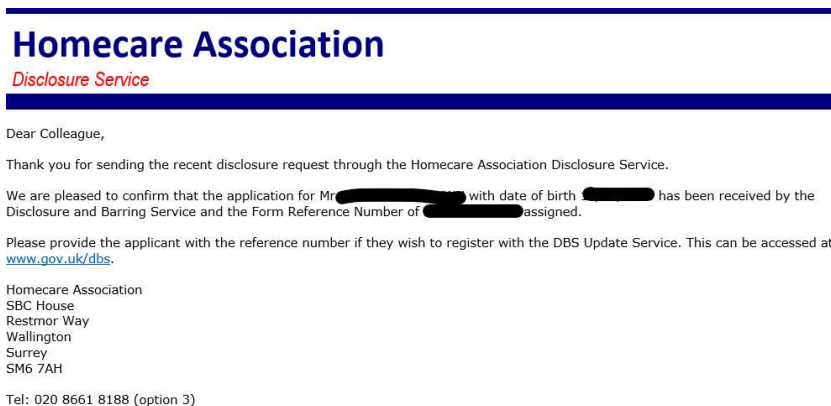 Homecare Association
Disclosure Service
Dear Colleague,
Thank you for sending the recent disclosure request through the Homecare Association Disclosure Service.
We are pleased to confirm that the application for Mr with date of birth has been received by the
Disclosure and Barring Service and the Form Reference Number of assigned.
Please provide the applicant with the reference number if they wish to register with the DBS Update Service. This can be accessed at
www.gov.uk/dbs.
Homecare Association
SBC House
Restmor Way
Wallington
Surrey
SM6 7AH
Tel: 020 8661 8188 (option 3)